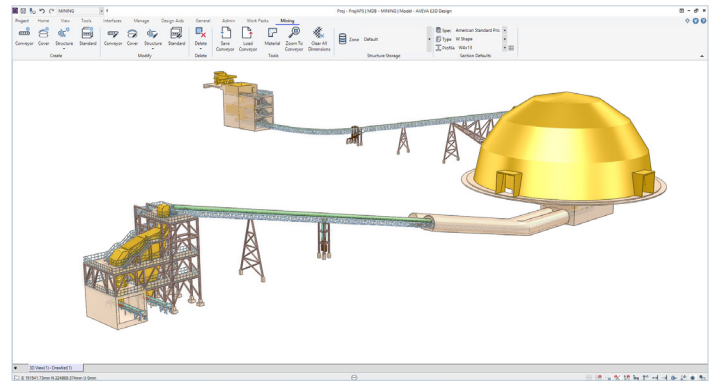 MINING
Proj - ProjAPS | MDB - MINING | Model - AVEVA E3D Design
Project Home View Tools Interfaces Manage Design Aids General Admin Work Packs Mining
Conveyor Cover Structure Standard
Create
Conveyor Cover Structure Standard
Modify
Delete
Delete
Save Conveyor
Load Conveyor
Material
Zoom To Conveyor
Clear All Dimensions
Tools
Zone Default
Structure Storage
Spec American Standard Pro
Type W Shape
Profile W4x13
Section Defaults
3D View(1) - Drawlist(1)